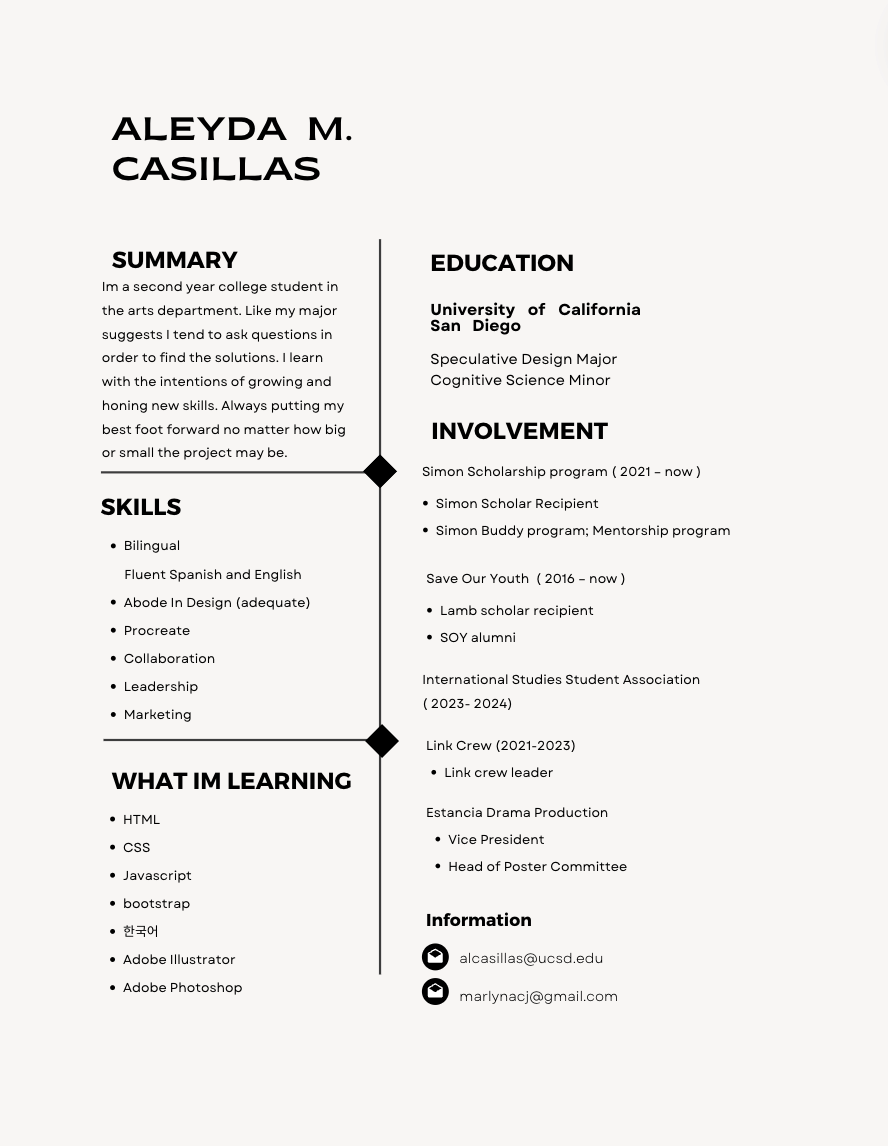 ALEYDA M.
CASILLAS
SUMMARY
Im a second year college student in
the arts department. Like my major
suggests I tend to ask questions in
order to find the solutions. I learn
with the intentions of growing and
honing new skills. Always putting my
best foot forward no matter how big
or small the project may be.
SKILLS
• Bilingual
Fluent Spanish and English
• Abode In Design (adequate)
• Procreate
• Collaboration
• Leadership
• Marketing
WHAT IM LEARNING
• HTML
• CSS
• Javascript
• bootstrap
• 한국어
• Adobe Illustrator
• Adobe Photoshop
EDUCATION
University of California
San Diego
Speculative Design Major
Cognitive Science Minor
INVOLVEMENT
Simon Scholarship program ( 2021 – now )
• Simon Scholar Recipient
• Simon Buddy program; Mentorship program
Save Our Youth ( 2016 – now )
• Lamb scholar recipient
• SOY alumni
International Studies Student Association
( 2023- 2024)
Link Crew (2021-2023)
• Link crew leader
Estancia Drama Production
• Vice President
• Head of Poster Committee
Information
alcasillas@ucsd.edu
marlynacj@gmail.com